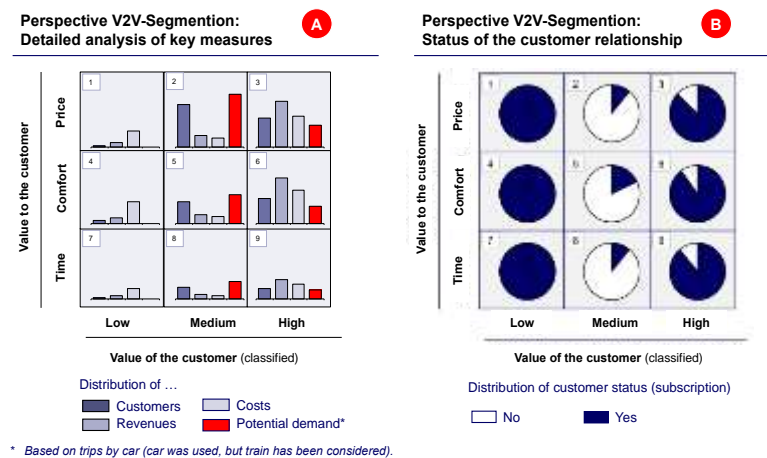 Perspective V2V-Segmention:
Detailed analysis of key measures
A
Value to the customer
Price
Comfort
Time
1
2
3
4
5
6
7
8
9
Low
Medium
High
Value of the customer (classified)
Distribution of …
Customers
Costs
Revenues
Potential demand*
* Based on trips by car (car was used, but train has been considered).
Perspective V2V-Segmention:
Status of the customer relationship
B
Value to the customer
Price
Comfort
Time
1
2
3
4
7
Low
Medium
High
Value of the customer (classified)
Distribution of customer status (subscription)
No
Yes